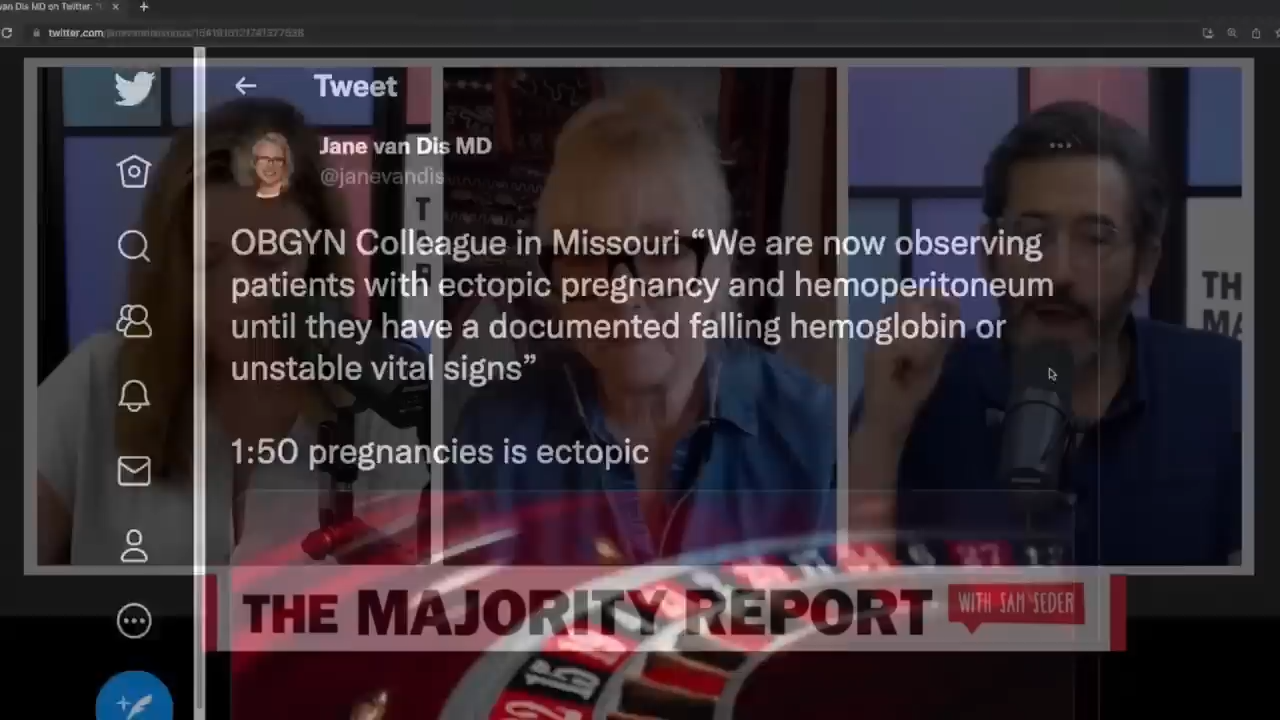 van Dis MD on Twitter: "
twitter.com
Tweet
Jane van Dis MD
@janevandis
OBGYN Colleague in Missouri “We are now observing
patients with ectopic pregnancy and hemoperitoneum
until they have a documented falling hemoglobin or
unstable vital signs”
1:50 pregnancies is ectopic
TH
MA
THE MAJORITY REPORT
WITH SAM SEDER